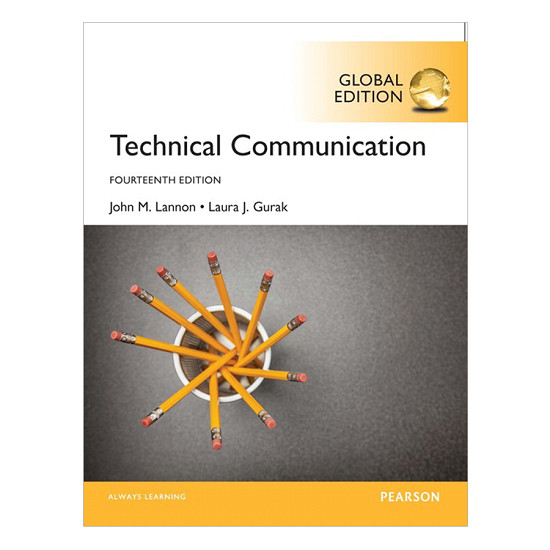 GLOBAL
EDITION
Technical Communication
FOURTEENTH EDITION
John M. Lannon • Laura J. Gurak
ALWAYS LEARNING
PEARSON